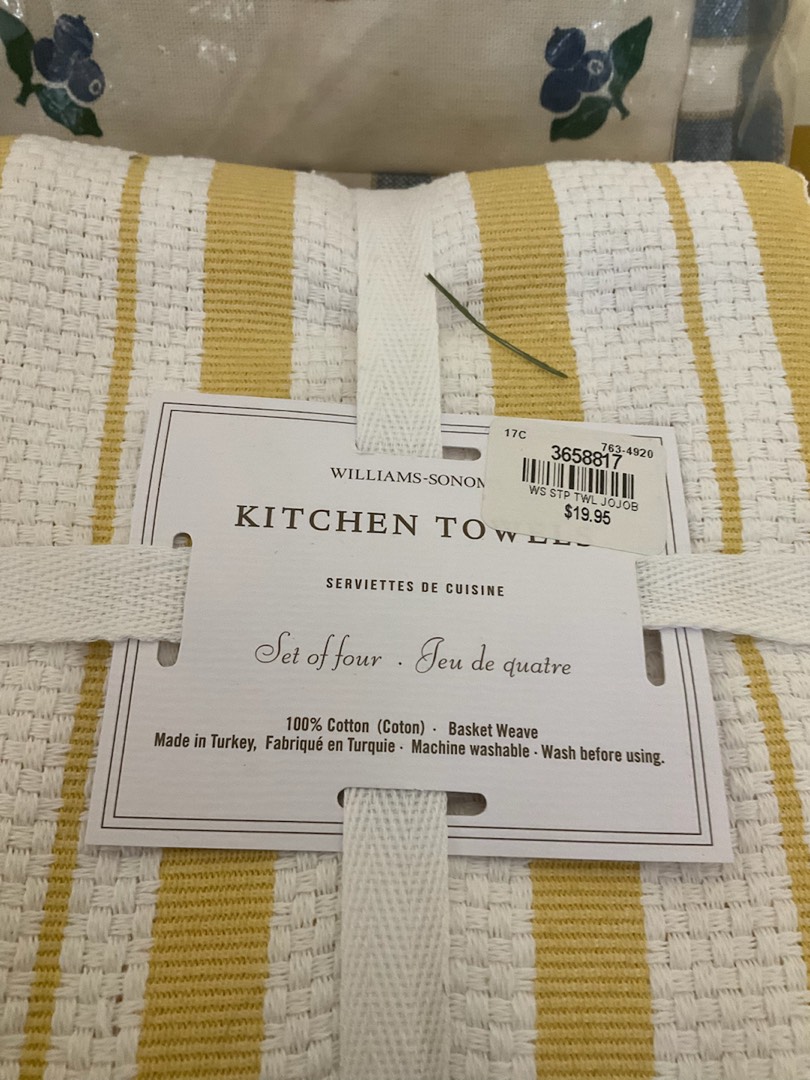 17C
763-4920
3658817
WS STP TWL JOJOB
$19.95
WILLIAMS-SONOM
KITCHEN TOWELS
SERVIETTES DE CUISINE
Set of four · Jeu de quatre
100% Cotton (Coton) · Basket Weave
Made in Turkey, Fabriqué en Turquie · Machine washable · Wash before using.